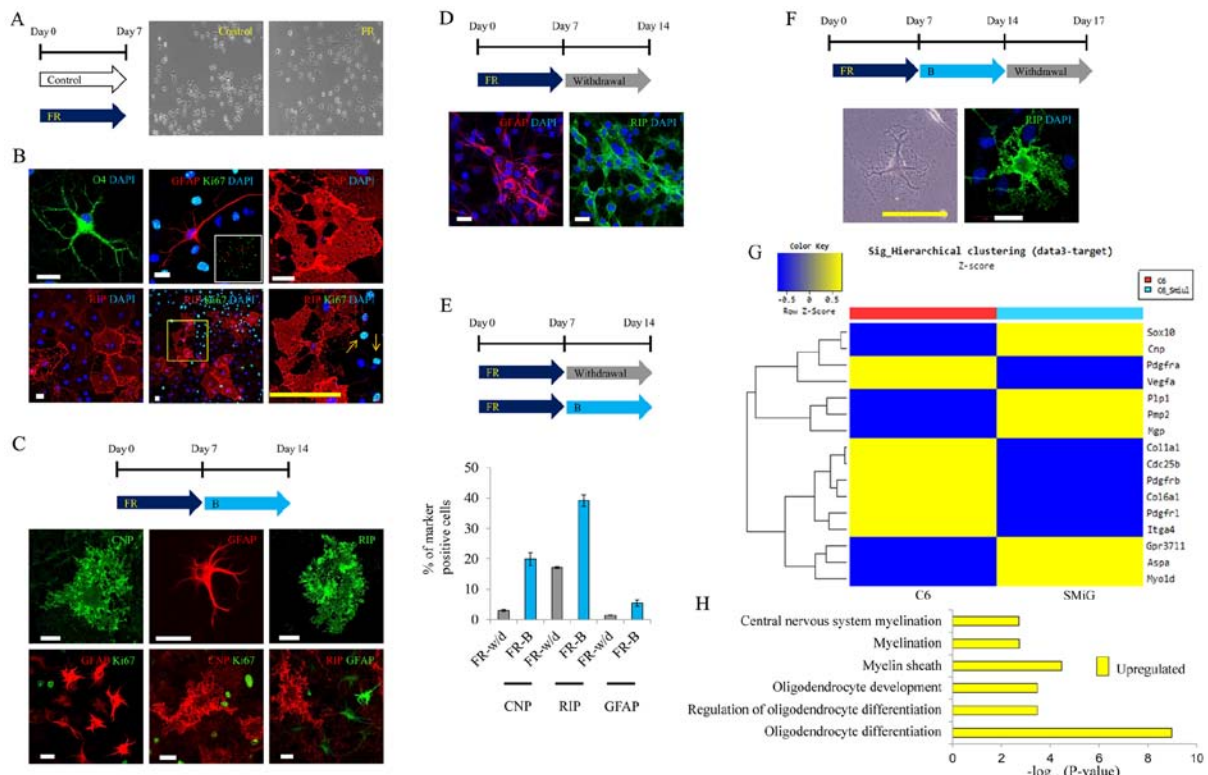 A
Day 0 Day 7
Control
FR
Control
FR
B
O4 DAPI
GFAP Ki67 DAPI
CNP DAPI
RIP DAPI
RIP Ki67 DAPI
RIP Ki67 DAPI
C
Day 0 Day 7 Day 14
FR B
CNP
GFAP
RIP
GFAP Ki67
CNP Ki67
RIP GFAP
D
Day 0 Day 7 Day 14
FR Withdrawal
GFAP DAPI
RIP DAPI
E
Day 0 Day 7 Day 14
FR Withdrawal
FR B
% of marker
positive cells
50
40
30
20
10
0
FR-w/d FR-B FR-w/d FR-B FR-w/d FR-B
CNP RIP GFAP
F
Day 0 Day 7 Day 14 Day 17
FR B Withdrawal
RIP DAPI
G
Color Key
-0.5 0 0.5
Row Z-Score
Sig_Hierarchical clustering (data3-target)
Z-score
C6
Sox10
Cnp
Pdgfra
Vegfa
Plp1
Pmp2
Mgp
Col1a1
Cdc25b
Pdgfrb
Col6a1
Pdgfrl
Itga4
Gpr37l1
Aspa
Myo1d
C6 SMiG
H
Central nervous system myelination
Myelination
Myelin sheath
Oligodendrocyte development
Regulation of oligodendrocyte differentiation
Oligodendrocyte differentiation
Upregulated
0 2 4 6 8 10
-log (P-value)